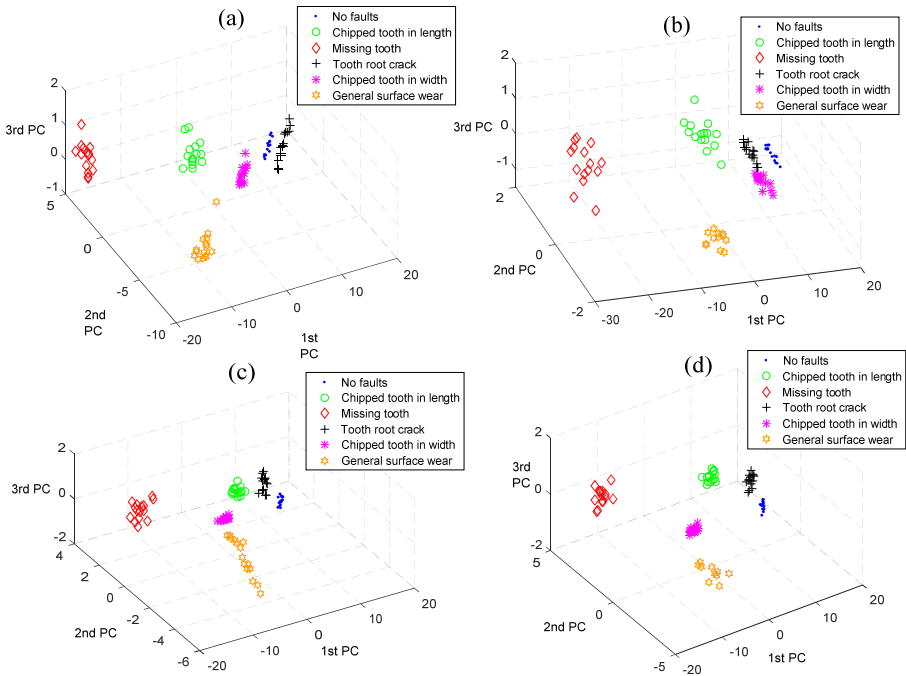 (a)
No faults
Chipped tooth in length
Missing tooth
Tooth root crack
Chipped tooth in width
General surface wear
2
1
0
-1
3rd PC
5
0
-5
-10
2nd
PC
-20
-10
0
10
20
1st
PC
(b)
No faults
Chipped tooth in length
Missing tooth
Tooth root crack
Chipped tooth in width
General surface wear
2
1
0
-1
2
3rd PC
0
-2
2nd PC
-30
-20
-10
0
10
20
1st PC
(c)
No faults
Chipped tooth in length
Missing tooth
Tooth root crack
Chipped tooth in width
General surface wear
2
3rd PC
0
-2
4
2
0
-2
-4
-6
2nd PC
-20
-10
0
10
20
1st PC
(d)
No faults
Chipped tooth in length
Missing tooth
Tooth root crack
Chipped tooth in width
General surface wear
2
3rd
PC
0
-2
5
0
-5
2nd PC
-20
-10
0
10
20
1st PC